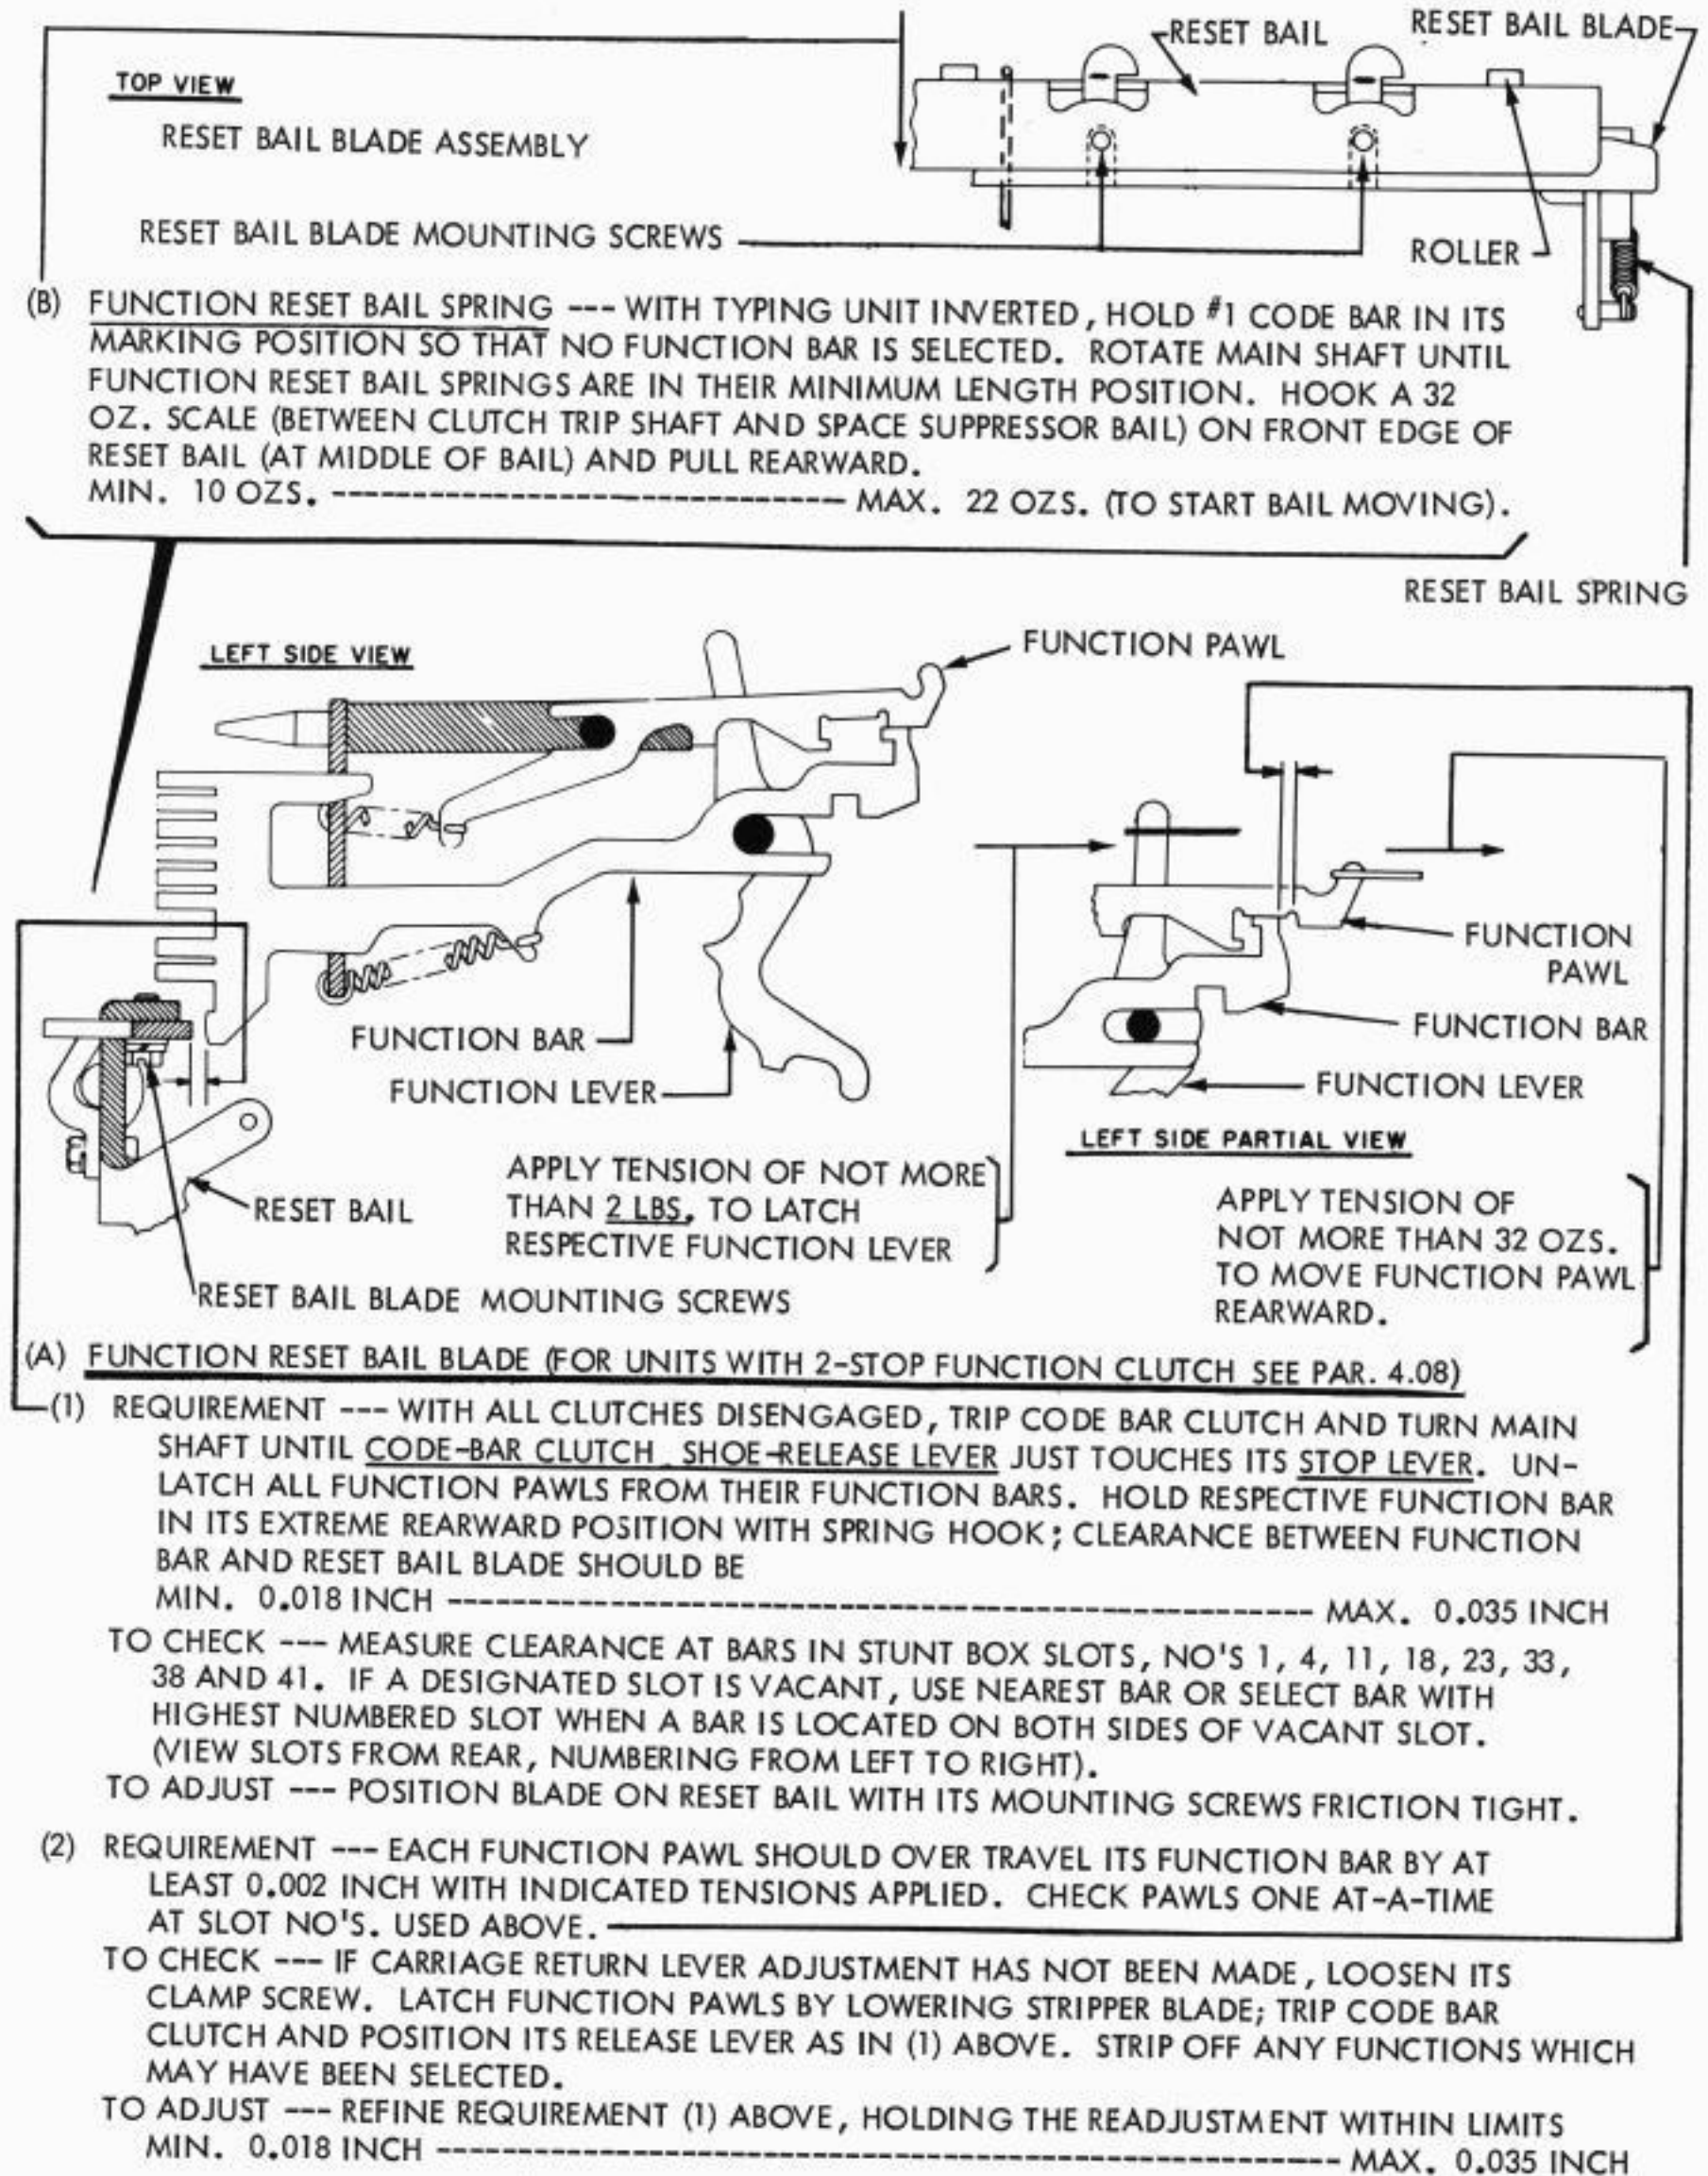 RESET BAIL
RESET BAIL BLADE
TOP VIEW
RESET BAIL BLADE ASSEMBLY
RESET BAIL BLADE MOUNTING SCREWS
ROLLER
(B) FUNCTION RESET BAIL SPRING --- WITH TYPING UNIT INVERTED, HOLD #1 CODE BAR IN ITS
MARKING POSITION SO THAT NO FUNCTION BAR IS SELECTED. ROTATE MAIN SHAFT UNTIL
FUNCTION RESET BAIL SPRINGS ARE IN THEIR MINIMUM LENGTH POSITION. HOOK A 32
OZ. SCALE (BETWEEN CLUTCH TRIP SHAFT AND SPACE SUPPRESSOR BAIL) ON FRONT EDGE OF
RESET BAIL (AT MIDDLE OF BAIL) AND PULL REARWARD.
MIN. 10 OZS. -------------------------------- MAX. 22 OZS. (TO START BAIL MOVING).
RESET BAIL SPRING
LEFT SIDE VIEW
FUNCTION PAWL
FUNCTION
PAWL
FUNCTION BAR
FUNCTION BAR
FUNCTION LEVER
FUNCTION LEVER
LEFT SIDE PARTIAL VIEW
APPLY TENSION OF NOT MORE
THAN 2 LBS. TO LATCH
RESPECTIVE FUNCTION LEVER
APPLY TENSION OF
NOT MORE THAN 32 OZS.
TO MOVE FUNCTION PAWL
REARWARD.
RESET BAIL
RESET BAIL BLADE MOUNTING SCREWS
(A) FUNCTION RESET BAIL BLADE (FOR UNITS WITH 2-STOP FUNCTION CLUTCH SEE PAR. 4.08)
(1) REQUIREMENT --- WITH ALL CLUTCHES DISENGAGED, TRIP CODE BAR CLUTCH AND TURN MAIN
SHAFT UNTIL CODE-BAR CLUTCH SHOE-RELEASE LEVER JUST TOUCHES ITS STOP LEVER. UN-
LATCH ALL FUNCTION PAWLS FROM THEIR FUNCTION BARS. HOLD RESPECTIVE FUNCTION BAR
IN ITS EXTREME REARWARD POSITION WITH SPRING HOOK; CLEARANCE BETWEEN FUNCTION
BAR AND RESET BAIL BLADE SHOULD BE
MIN. 0.018 INCH ------------------------------------------------------ MAX. 0.035 INCH
TO CHECK --- MEASURE CLEARANCE AT BARS IN STUNT BOX SLOTS, NO'S 1, 4, 11, 18, 23, 33,
38 AND 41. IF A DESIGNATED SLOT IS VACANT, USE NEAREST BAR OR SELECT BAR WITH
HIGHEST NUMBERED SLOT WHEN A BAR IS LOCATED ON BOTH SIDES OF VACANT SLOT.
(VIEW SLOTS FROM REAR, NUMBERING FROM LEFT TO RIGHT).
TO ADJUST --- POSITION BLADE ON RESET BAIL WITH ITS MOUNTING SCREWS FRICTION TIGHT.
(2) REQUIREMENT --- EACH FUNCTION PAWL SHOULD OVER TRAVEL ITS FUNCTION BAR BY AT
LEAST 0.002 INCH WITH INDICATED TENSIONS APPLIED. CHECK PAWLS ONE AT-A-TIME
AT SLOT NO'S. USED ABOVE.
TO CHECK --- IF CARRIAGE RETURN LEVER ADJUSTMENT HAS NOT BEEN MADE, LOOSEN ITS
CLAMP SCREW. LATCH FUNCTION PAWLS BY LOWERING STRIPPER BLADE; TRIP CODE BAR
CLUTCH AND POSITION ITS RELEASE LEVER AS IN (1) ABOVE. STRIP OFF ANY FUNCTIONS WHICH
MAY HAVE BEEN SELECTED.
TO ADJUST --- REFINE REQUIREMENT (1) ABOVE, HOLDING THE READJUSTMENT WITHIN LIMITS
MIN. 0.018 INCH -------------------------------------------------------- MAX. 0.035 INCH